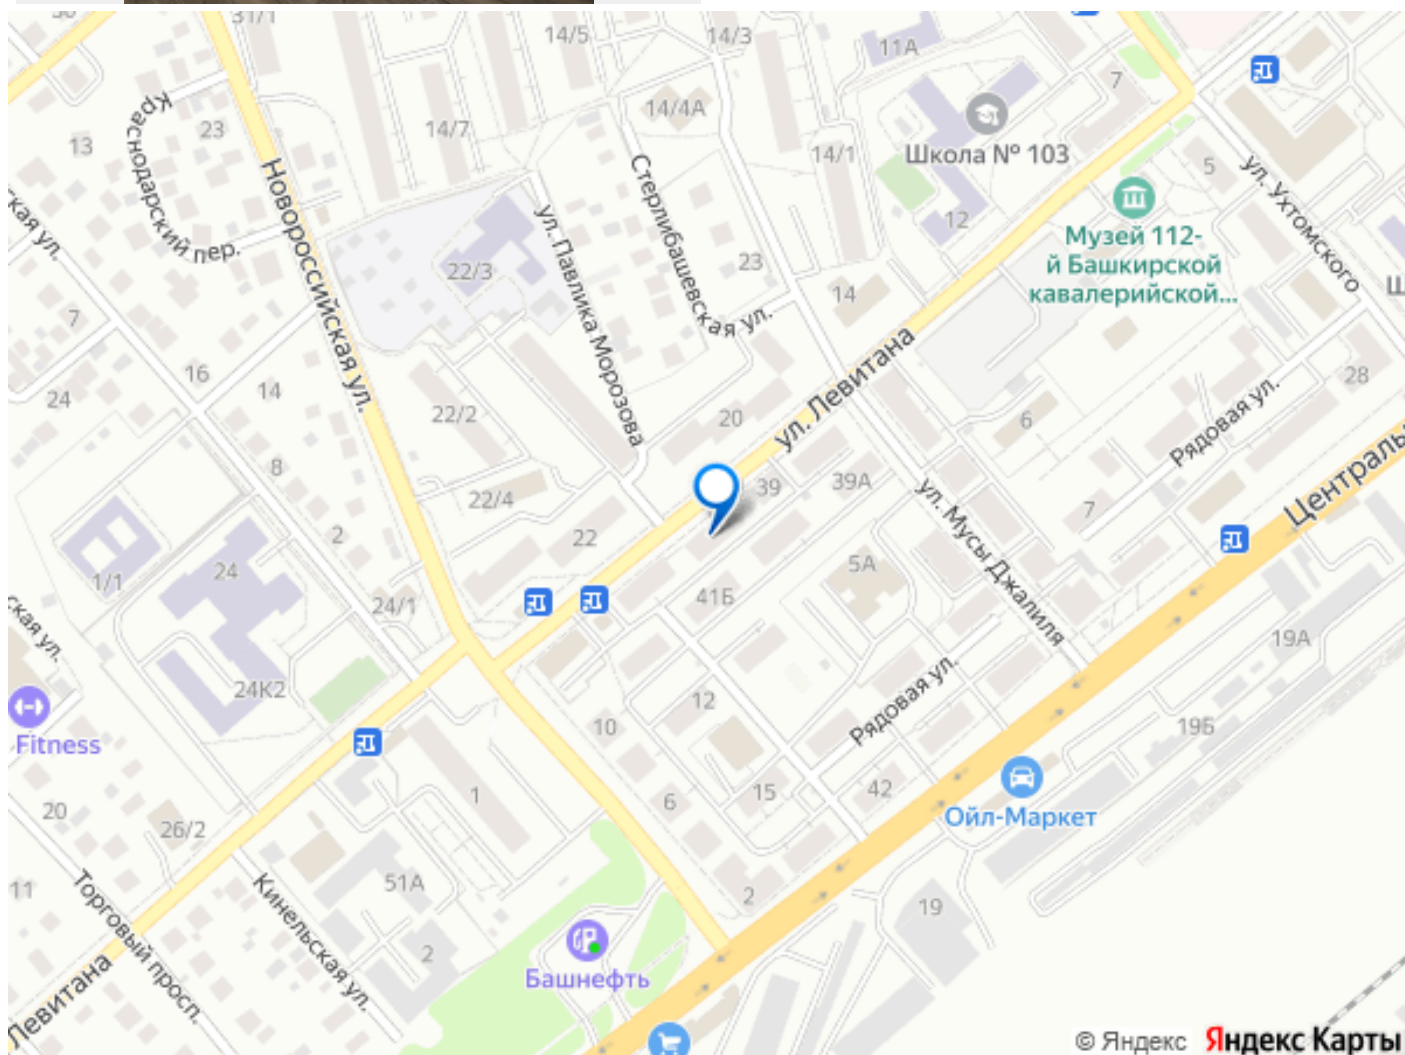 31/1
14/5
14/3
11А
7
14/4А
Краснодарский пер.
23
13
14/7
14/1
Школа № 103
5
ул. Ухтомского
Новороссийская ул.
Стерлибашевская ул.
ул. Павлика Морозова
12
Музей 112-
й Башкирской
кавалерийской...
22/3
23
14
7
16
14
24
22/2
20
ул. Левитана
6
28
Рядовая ул.
8
22/4
39
39А
ул. Мусы Джалиля
7
2
22
1/1
24
24/1
41Б
5А
19А
24К2
12
10
Рядовая ул.
19Б
Fitness
20
26/2
1
6
15
42
Ойл-Маркет
11
51А
Торговый просп.
Кинельская ул.
2
2
19
Башнефть
Левитана
© Яндекс Яндекс Карты